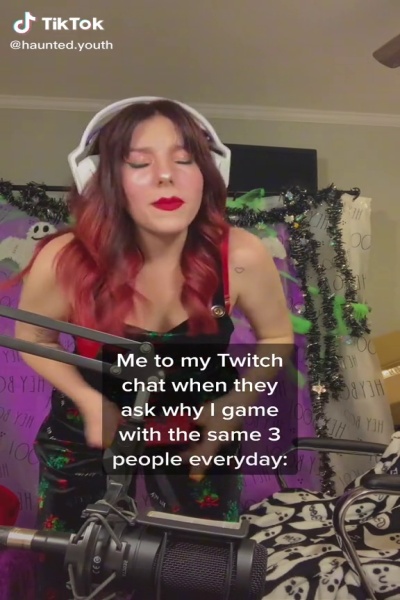 TikTok
@haunted.youth
Me to my Twitch
chat when they
ask why I game
with the same 3
people everyday: